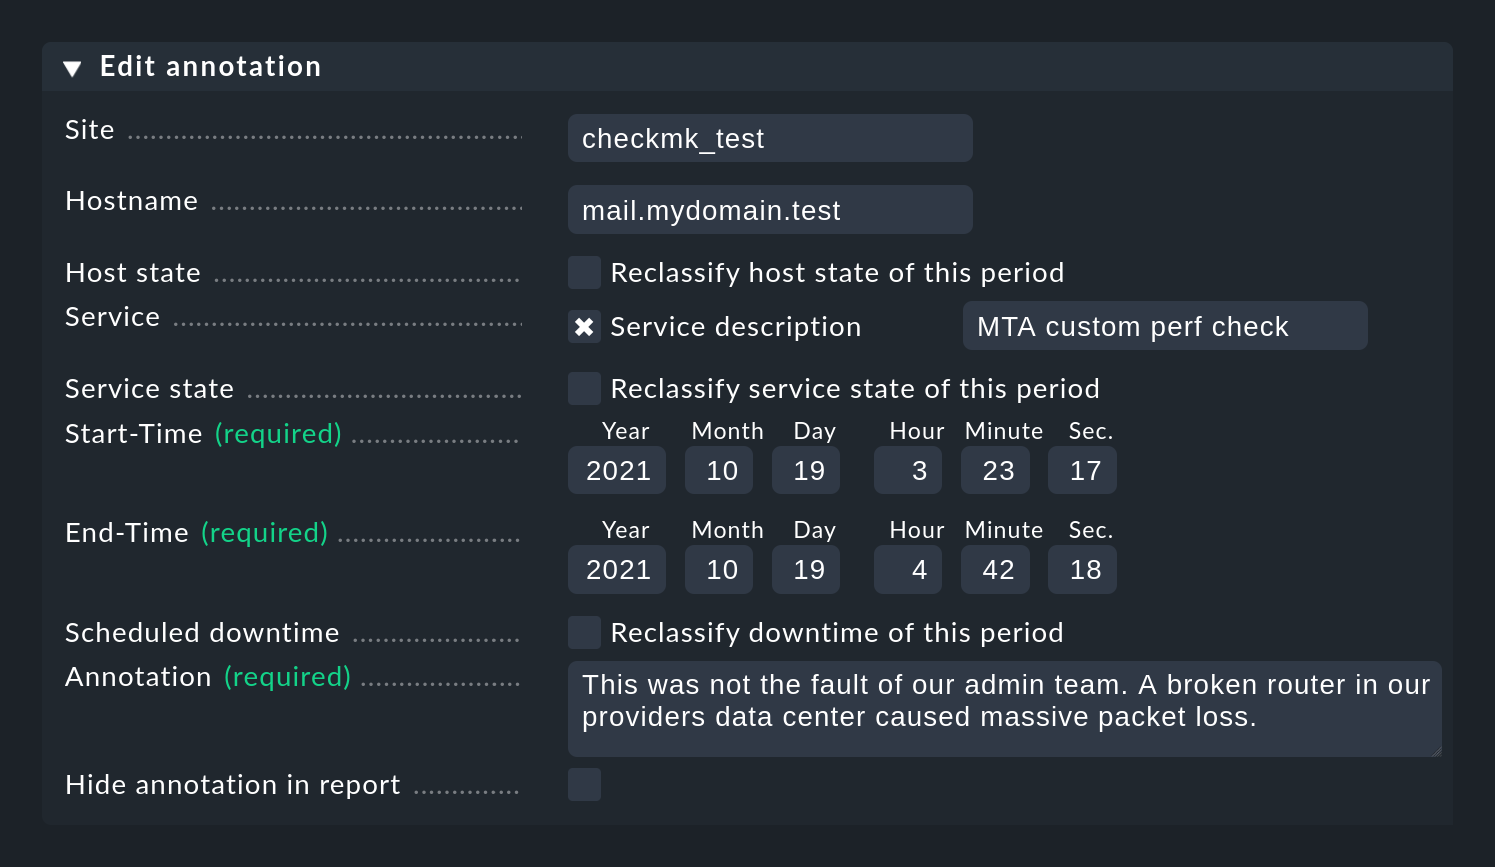 Edit annotation
Site
checkmk_test
Hostname
mail.mydomain.test
Host state Reclassify host state of this period
Service Service description MTA custom perf check
Service state Reclassify service state of this period
Start-Time (required) Year Month Day Hour Minute Sec.
2021 10 19 3 23 17
End-Time (required) Year Month Day Hour Minute Sec.
2021 10 19 4 42 18
Scheduled downtime Reclassify downtime of this period
Annotation (required)
This was not the fault of our admin team. A broken router in our
providers data center caused massive packet loss.
Hide annotation in report